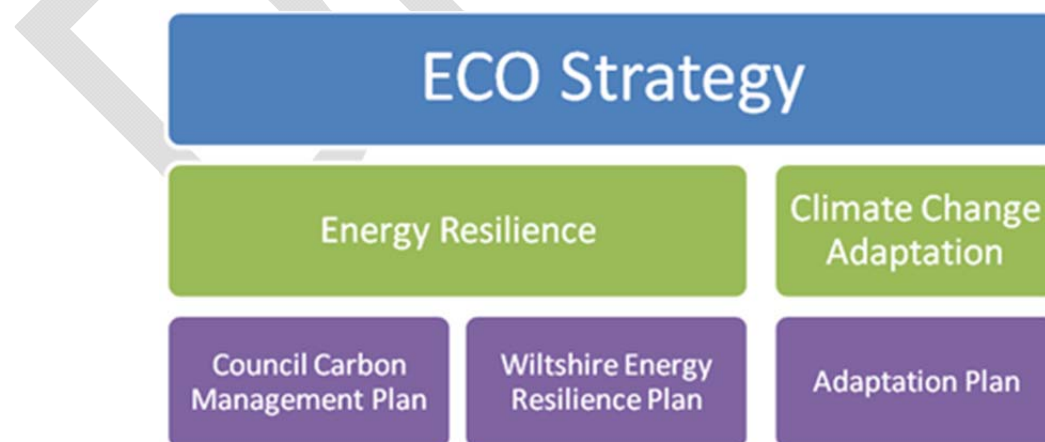 ECO Strategy
Energy Resilience
Climate Change
Adaptation
Council Carbon
Management Plan
Wiltshire Energy
Resilience Plan
Adaptation Plan